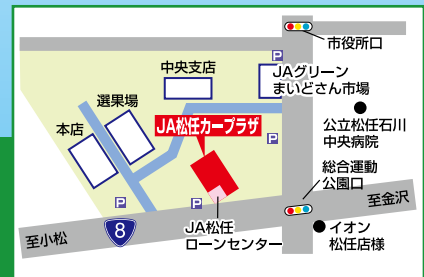 市役所口
P
中央支店
JAグリーン
まいどさん市場
選果場
本店
JA松任カープラザ
P
公立松任石川
中央病院
総合運動
公園口
至金沢
P
P
8
JA松任
ローンセンター
イオン
松任店様
至小松